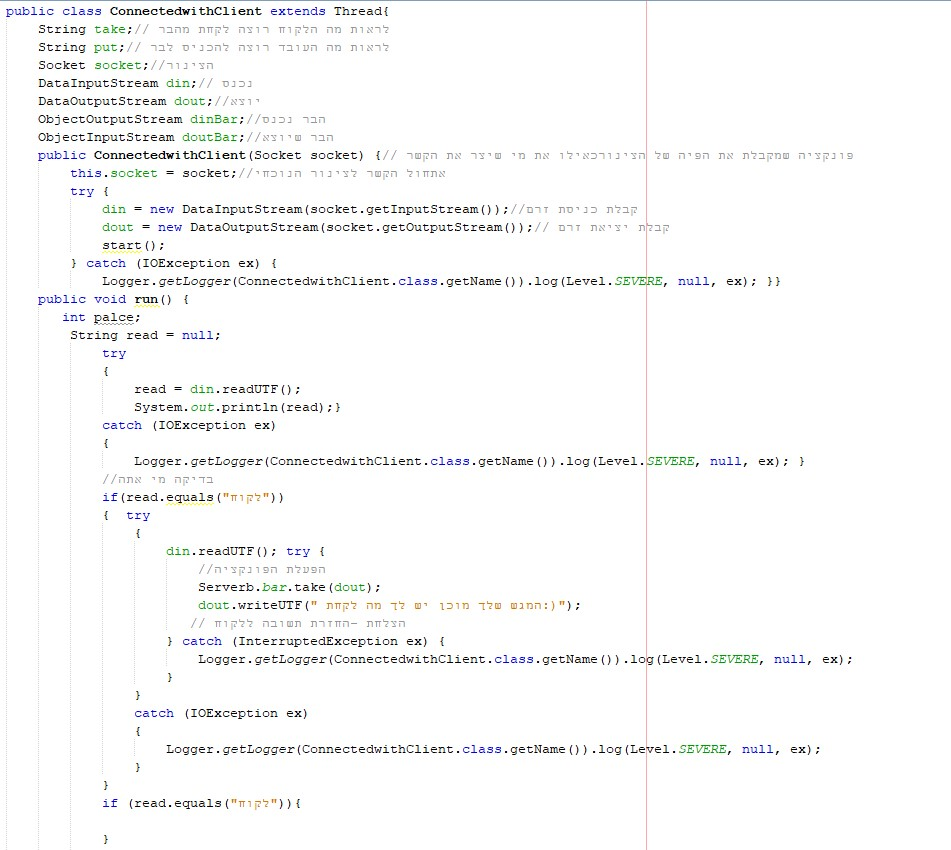 public class ConnectedwithClient extends Thread{
String take;// לראות מה הלקוח רוצה לקחת מהבר
String put;// לראות מה העובד רוצה להכניס לבר
Socket socket;//הצינור
DataInputStream din;// נכנס
DataOutputStream dout;//יוצא
ObjectOutputStream dinBar;//הבר נכנס
ObjectInputStream doutBar;//הבר שיוצא
public ConnectedwithClient(Socket socket) {// פונקציה שמקבלת את הפיה של הצינורכאילו את מי שיצר את הקשר
this.socket = socket;//אתחול הקשר לצינור הנוכחי
try {
din = new DataInputStream(socket.getInputStream());//קבלת כניסת זרם
dout = new DataOutputStream(socket.getOutputStream());// קבלת יציאת זרם
start();
} catch (IOException ex) {
Logger.getLogger(ConnectedwithClient.class.getName()).log(Level.SEVERE, null, ex); }}
public void run() {
int palce;
String read = null;
try
{
read = din.readUTF();
System.out.println(read);}
catch (IOException ex)
{
Logger.getLogger(ConnectedwithClient.class.getName()).log(Level.SEVERE, null, ex); }
//בדיקה מי אתה
if(read.equals("לקוח"))
{ try
{
din.readUTF(); try {
//הפעלת הפונקציה
Serverb.bar.take(dout);
dout.writeUTF(" המגש שלך מוכן יש לך מה לקחת:)");
// הצלחת -החזרת תשובה ללקוח
} catch (InterruptedException ex) {
Logger.getLogger(ConnectedwithClient.class.getName()).log(Level.SEVERE, null, ex);
}
}
catch (IOException ex)
{
Logger.getLogger(ConnectedwithClient.class.getName()).log(Level.SEVERE, null, ex);
}
}
if (read.equals("לקוח")){
}